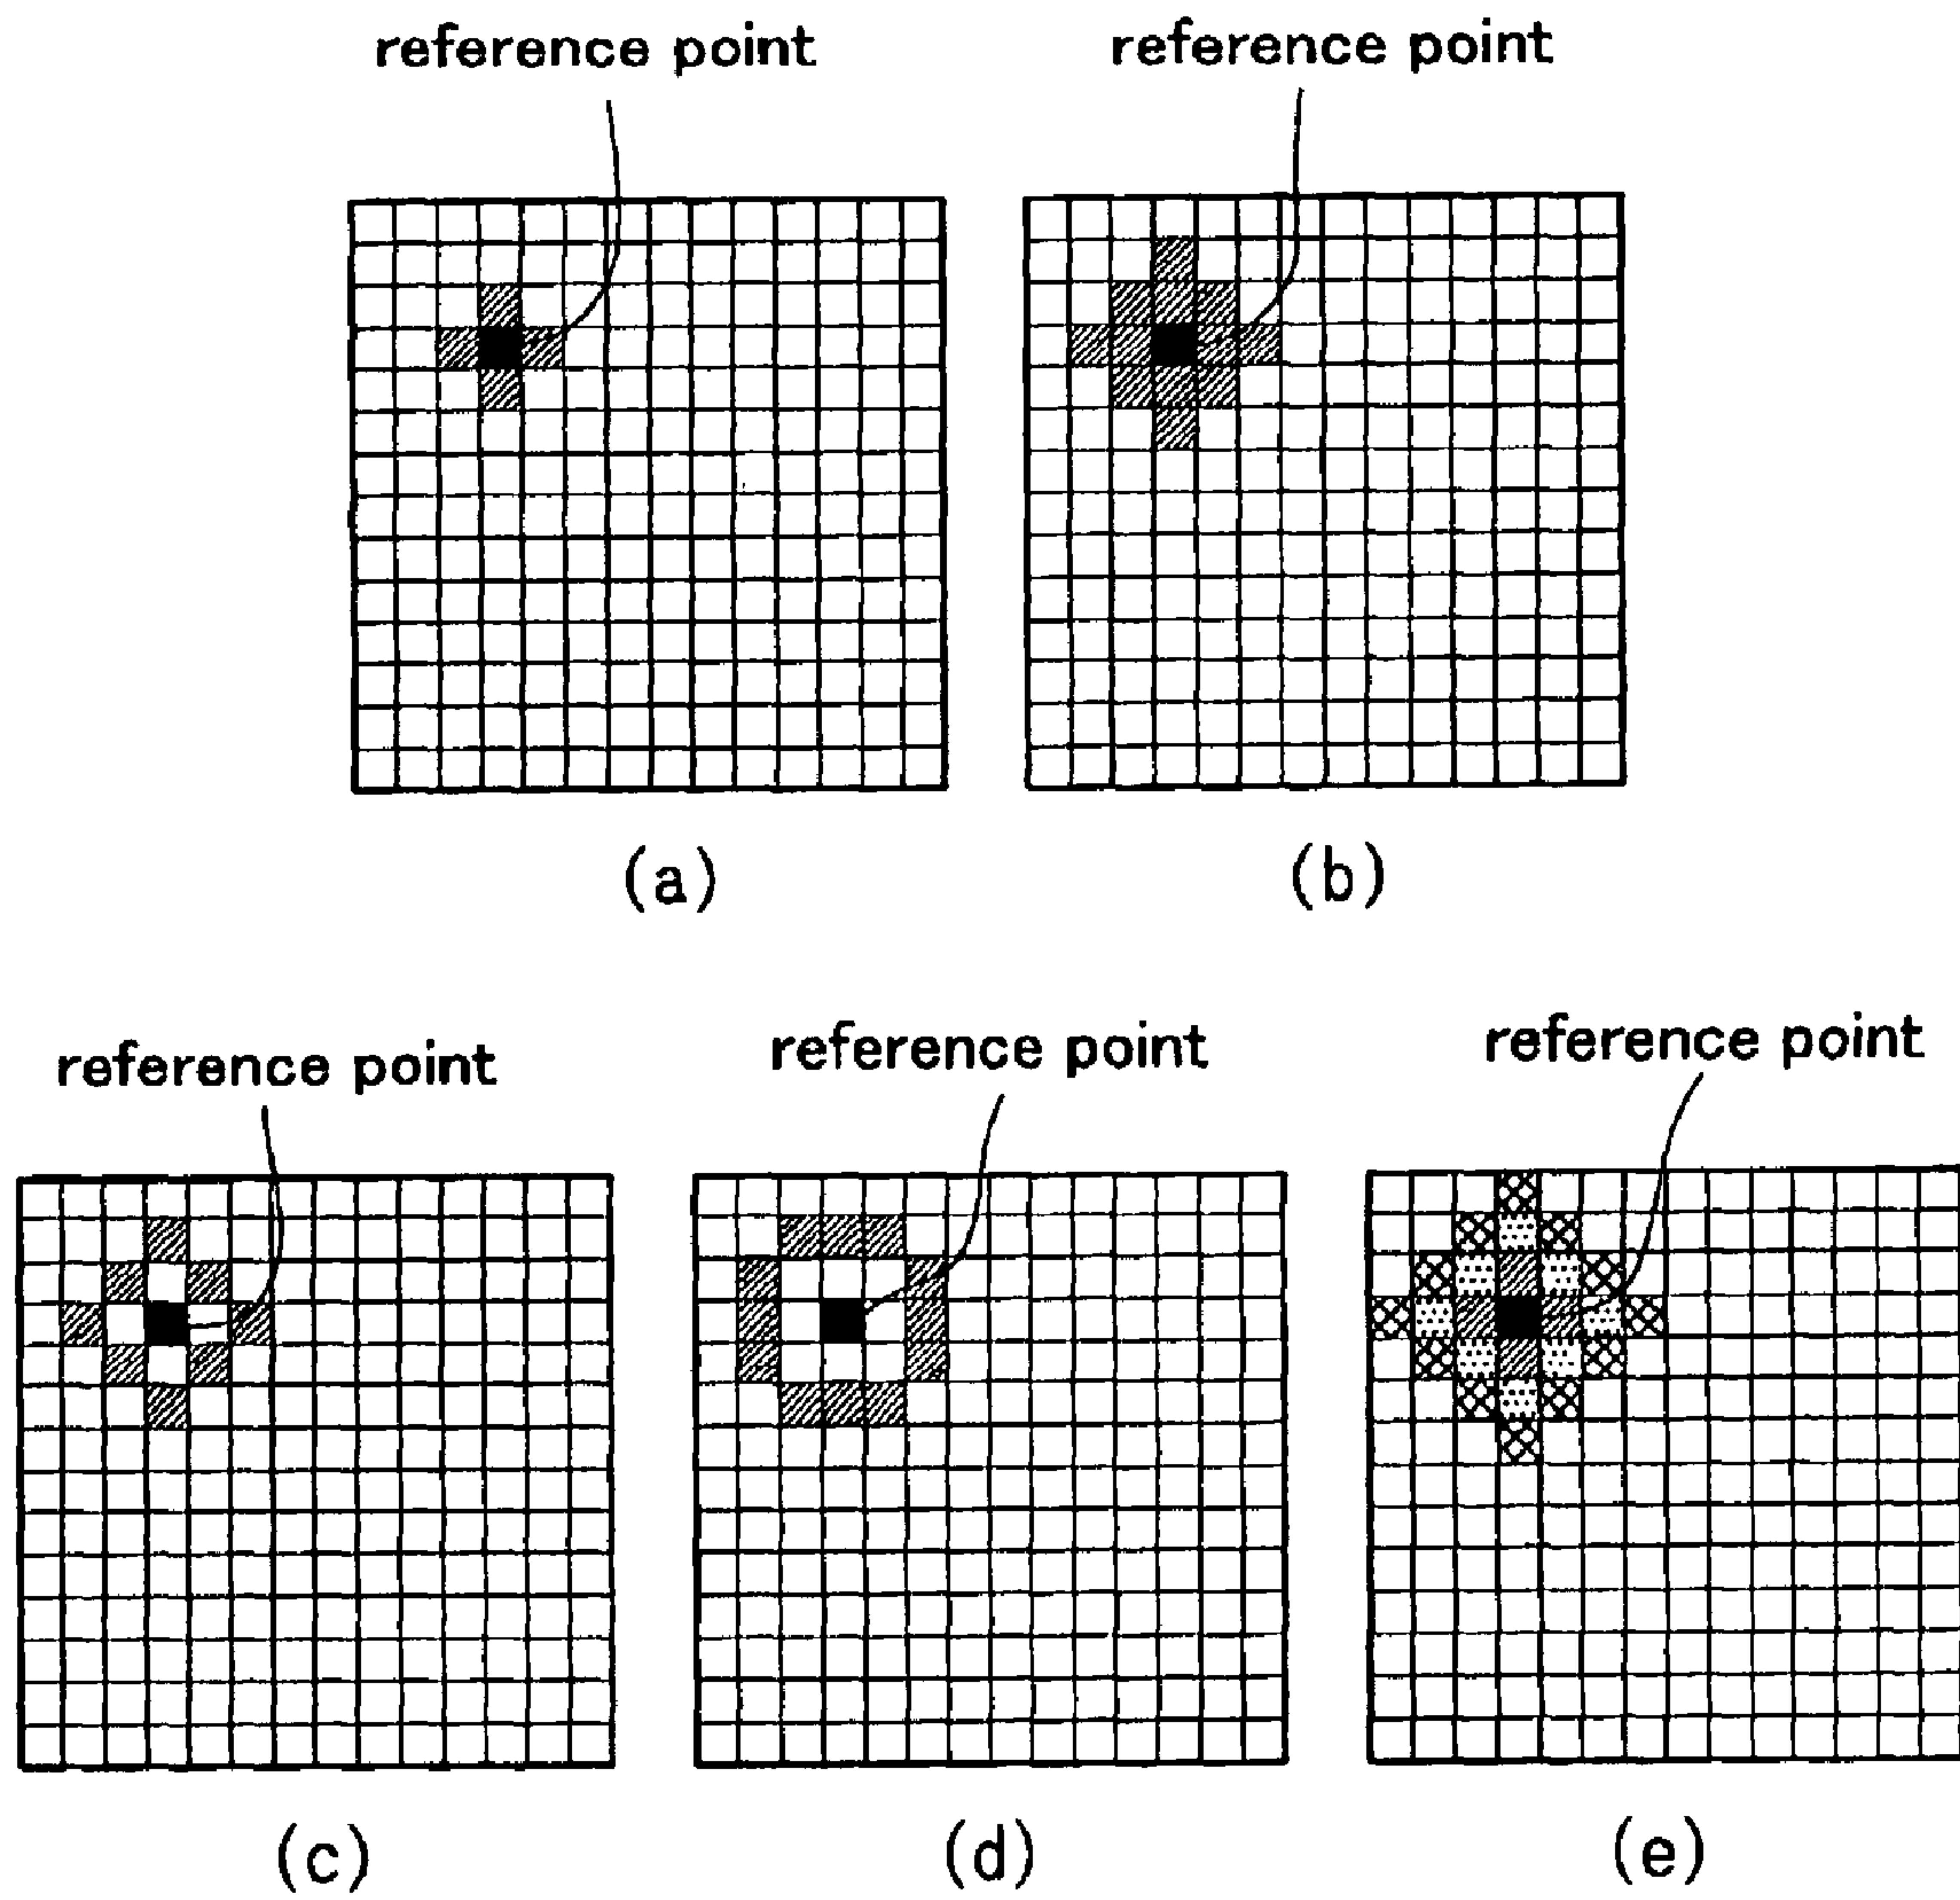 reference point
reference point
(a)
(b)
reference point
reference point
reference point
(c)
(d)
(e)